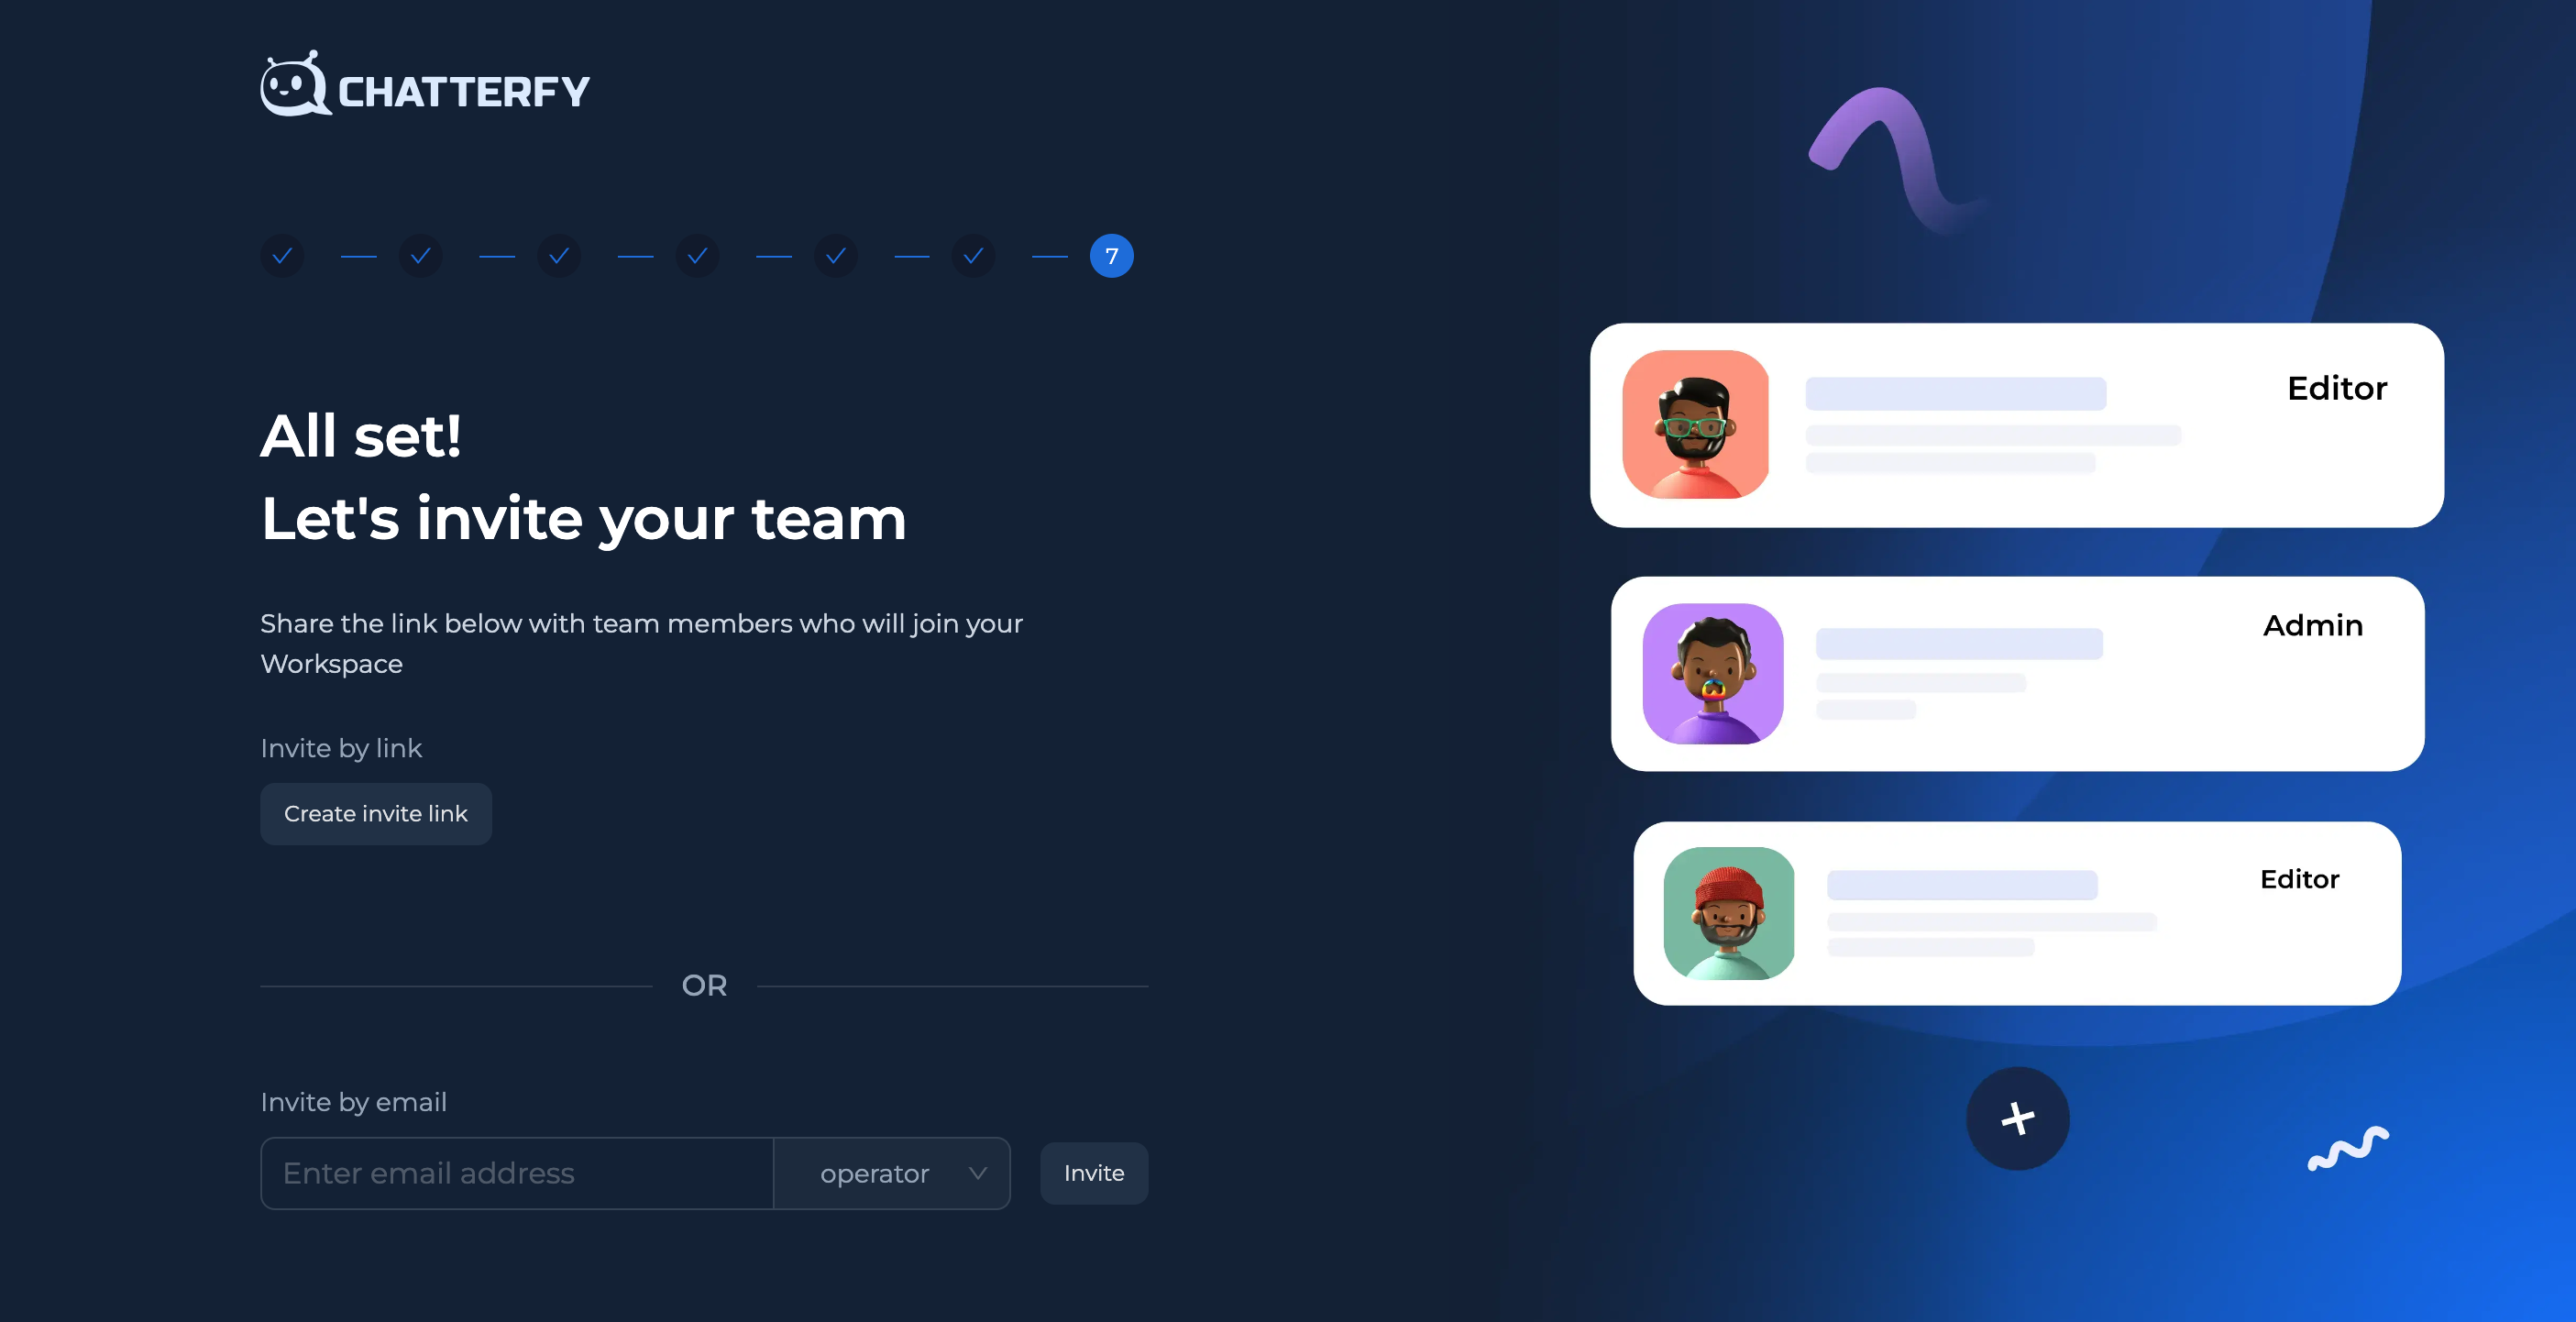 CHATTERFY
7
All set!
Let's invite your team
Share the link below with team members who will join your
Workspace
Invite by link
Create invite link
OR
Invite by email
Enter email address
operator
Invite
Editor
Admin
Editor